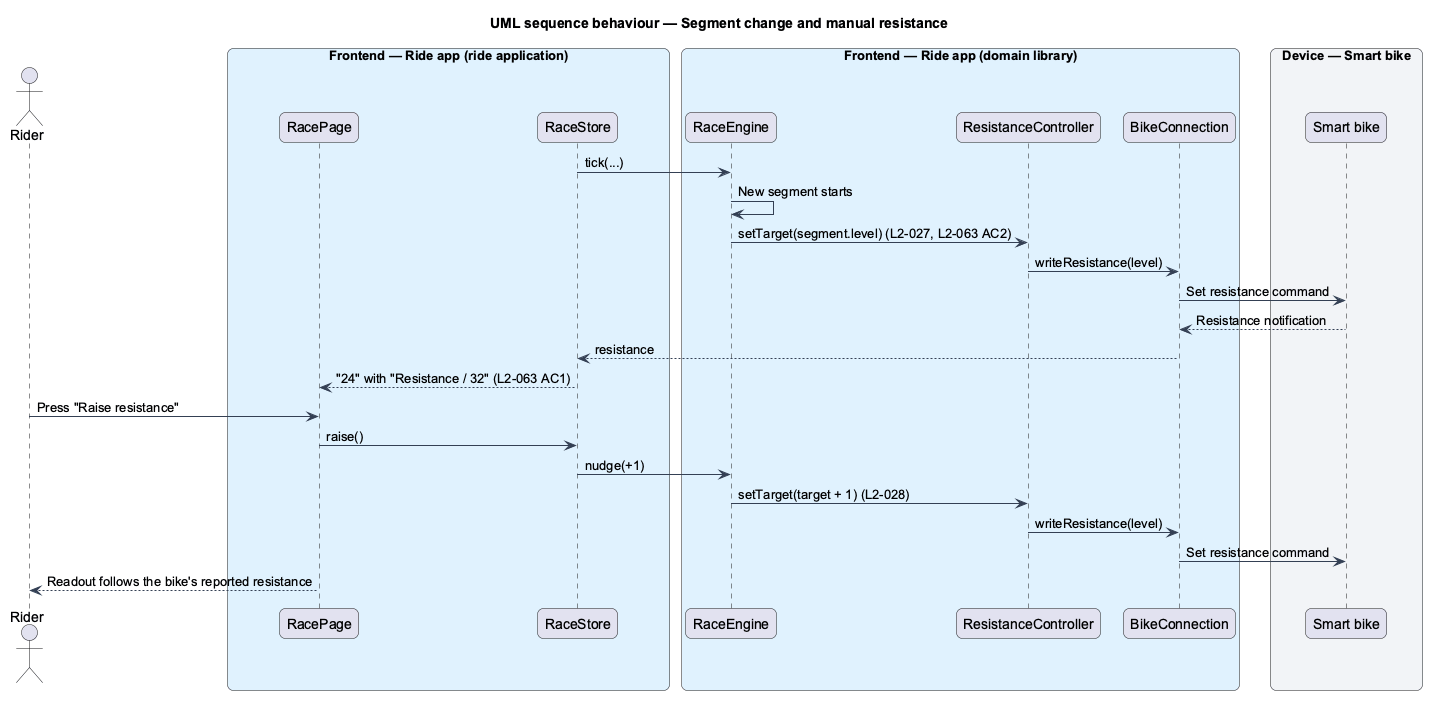 UML sequence behaviour — Segment change and manual resistance
Frontend — Ride app (ride application)
Frontend — Ride app (domain library)
Device — Smart bike
Rider
RacePage
RaceStore
RaceEngine
ResistanceController
BikeConnection
Smart bike
tick(...)
New segment starts
setTarget(segment.level) (L2-027, L2-063 AC2)
writeResistance(level)
Set resistance command
Resistance notification
resistance
"24" with "Resistance / 32" (L2-063 AC1)
Press "Raise resistance"
raise()
nudge(+1)
setTarget(target + 1) (L2-028)
writeResistance(level)
Set resistance command
Readout follows the bike's reported resistance
Rider
RacePage
RaceStore
RaceEngine
ResistanceController
BikeConnection
Smart bike